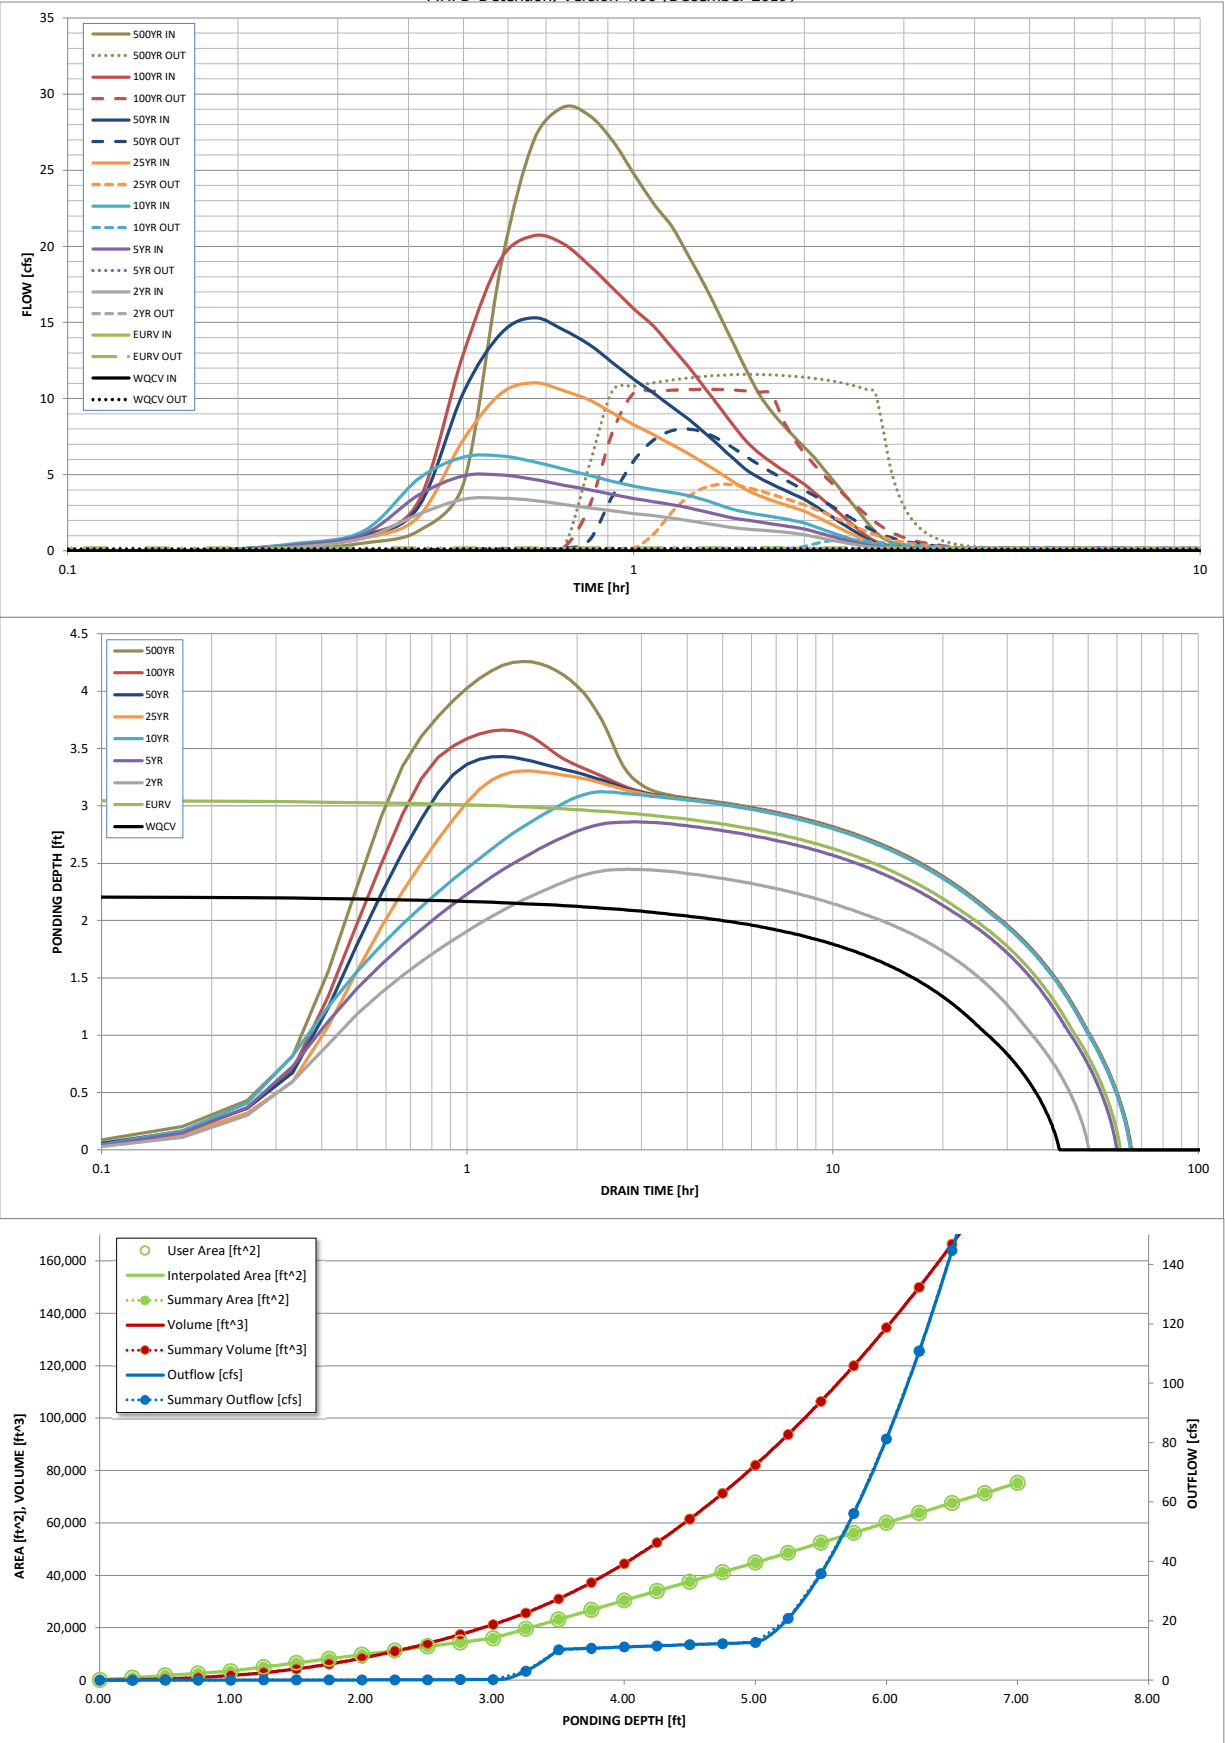 35
30
25
20
15
10
5
0
FLOW [cfs]
500YR IN
500YR OUT
100YR IN
100YR OUT
50YR IN
50YR OUT
25YR IN
25YR OUT
10YR IN
10YR OUT
5YR IN
5YR OUT
2YR IN
2YR OUT
EURV IN
EURV OUT
WQCV IN
WQCV OUT
0.1
1
10
TIME [hr]
4.5
4
3.5
3
2.5
2
1.5
1
0.5
0
PONDING DEPTH [ft]
500YR
100YR
50YR
25YR
10YR
5YR
2YR
EURV
WQCV
0.1
1
10
100
DRAIN TIME [hr]
160,000
140,000
120,000
100,000
80,000
60,000
40,000
20,000
0
AREA [ft^2], VOLUME [ft^3]
User Area [ft^2]
Interpolated Area [ft^2]
Summary Area [ft^2]
Volume [ft^3]
Summary Volume [ft^3]
Outflow [cfs]
Summary Outflow [cfs]
140
120
100
80
60
40
20
0
OUTFLOW [cfs]
0.00
1.00
2.00
3.00
4.00
5.00
6.00
7.00
8.00
PONDING DEPTH [ft]